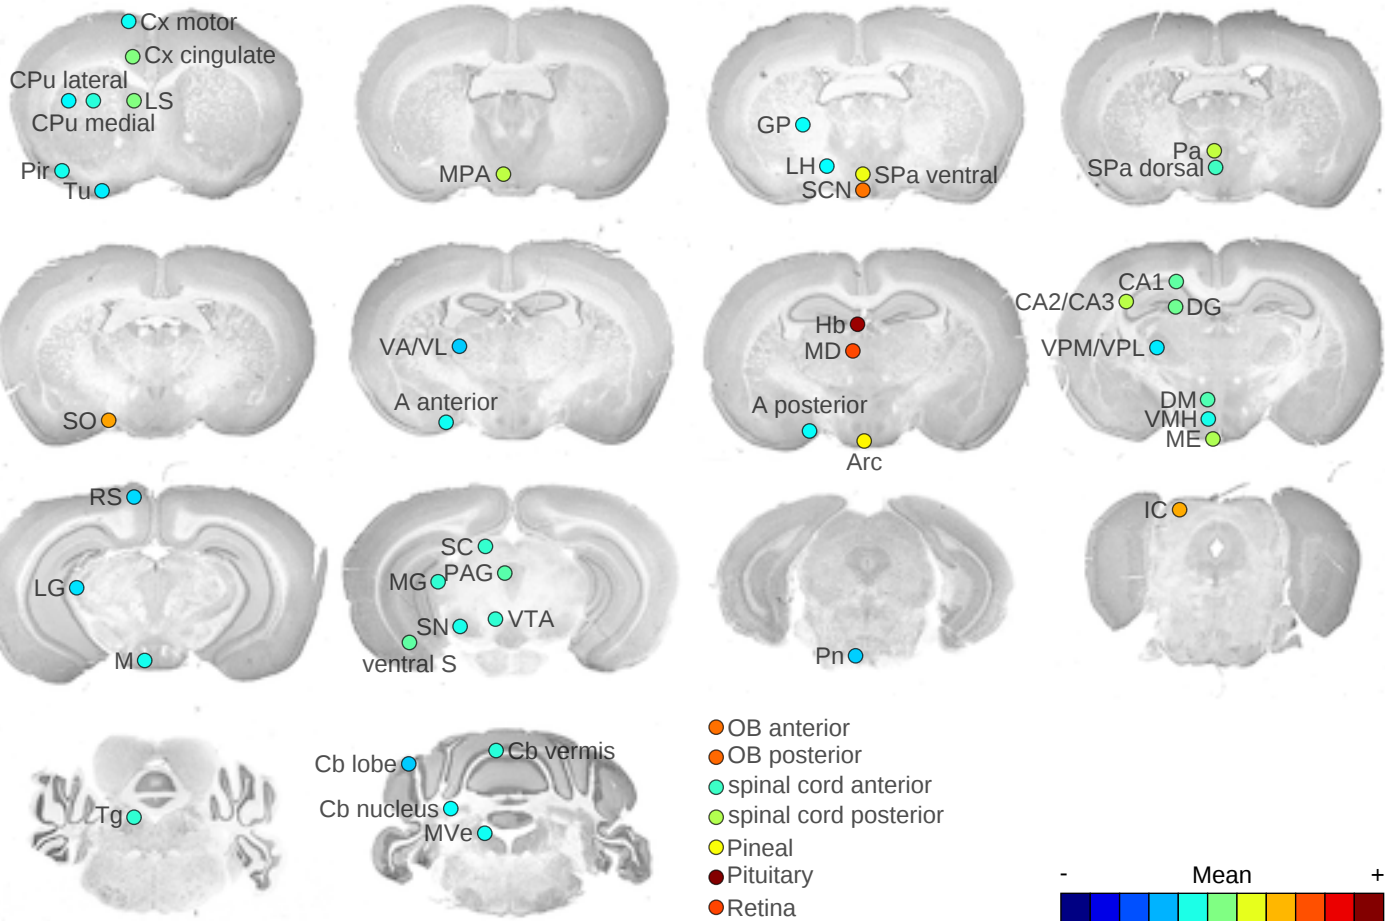 Cx motor
Cx cingulate
CPu lateral
LS
CPu medial
Pir
Tu
MPA
GP
LH
SPa ventral
SCN
Pa
SPa dorsal
SO
VA/VL
A anterior
Hb
MD
A posterior
Arc
CA1
CA2/CA3
DG
VPM/VPL
DM
VMH
ME
RS
LG
M
SC
PAG
MG
VTA
SN
ventral S
Pn
IC
Tg
Cb vermis
Cb lobe
Cb nucleus
MVe
OB anterior
OB posterior
spinal cord anterior
spinal cord posterior
Pineal
Pituitary
Retina
- Mean +